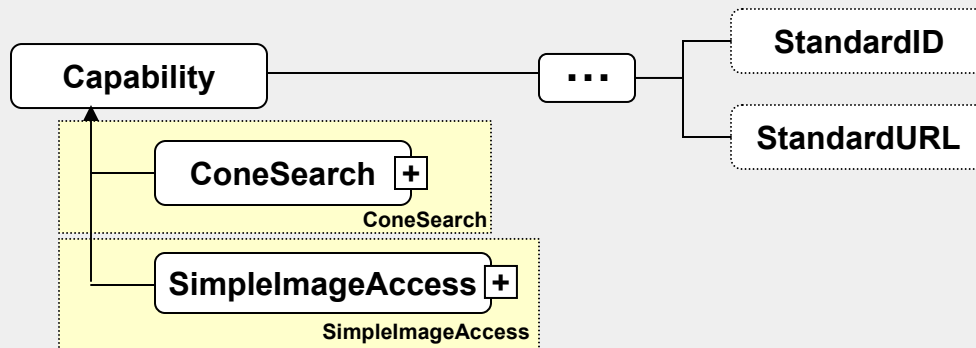 StandardID
Capability
...
StandardURL
ConeSearch +
ConeSearch
SimpleImageAccess +
SimpleImageAccess